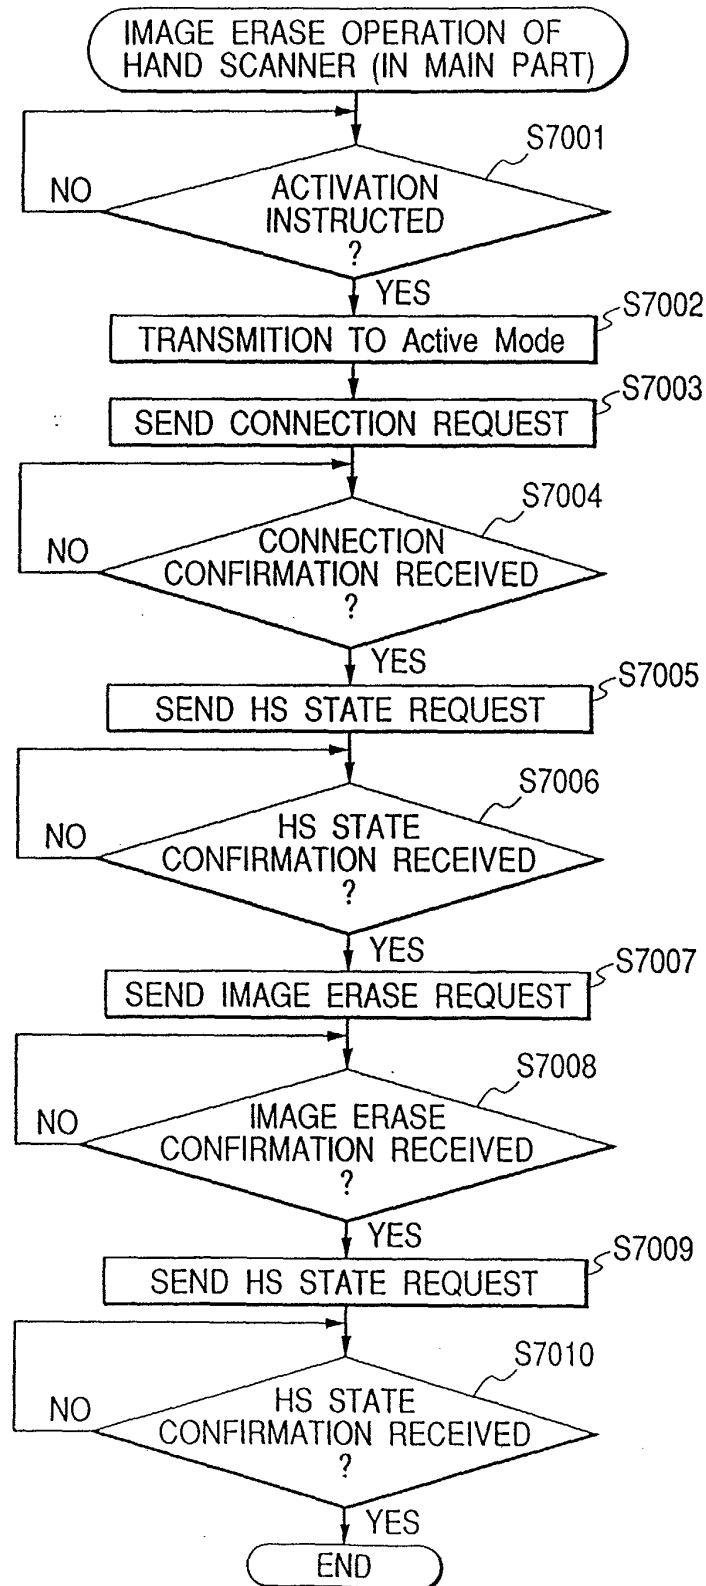 IMAGE ERASE OPERATION OF
HAND SCANNER (IN MAIN PART)
S7001
NO
ACTIVATION
INSTRUCTED
?
YES
S7002
TRANSMITION TO Active Mode
S7003
SEND CONNECTION REQUEST
S7004
NO
CONNECTION
CONFIRMATION RECEIVED
?
YES
S7005
SEND HS STATE REQUEST
S7006
NO
HS STATE
CONFIRMATION RECEIVED
?
YES
S7007
SEND IMAGE ERASE REQUEST
S7008
NO
IMAGE ERASE
CONFIRMATION RECEIVED
?
YES
S7009
SEND HS STATE REQUEST
S7010
NO
HS STATE
CONFIRMATION RECEIVED
?
YES
END